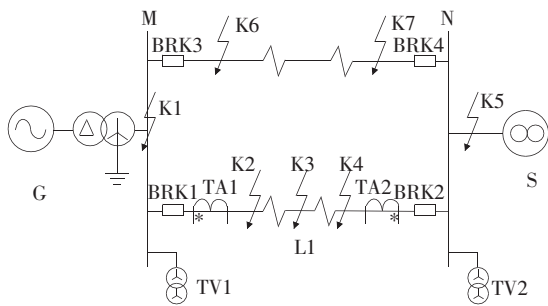 M
N
K6
K7
BRK3
BRK4
K1
K5
G
S
K2
K3
K4
BRK1
TA1
TA2
BRK2
*
*
L1
TV1
TV2